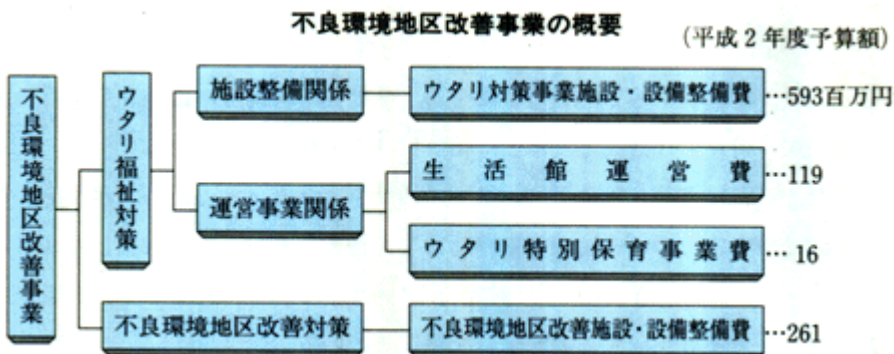 不良環境地区改善事業の概要
(平成2年度予算額)
不良環境地区改善事業
ウタリ福祉対策
施設整備関係
ウタリ対策事業施設・設備整備費
…593百万円
運営事業関係
生活館運営費
…119
ウタリ特別保育事業費
…16
不良環境地区改善対策
不良環境地区改善施設・設備整備費
…261